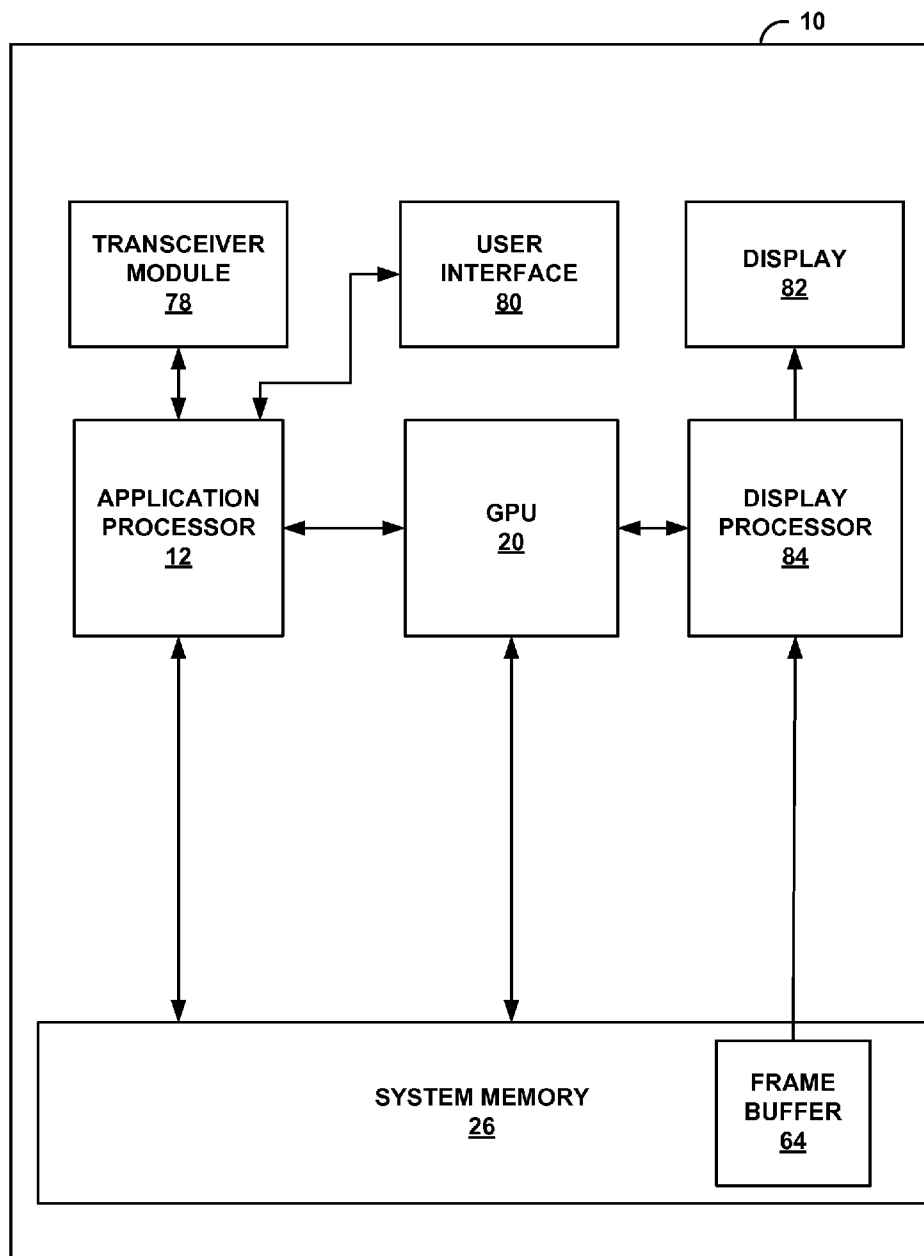 10
TRANSCEIVER
MODULE
78
USER
INTERFACE
80
DISPLAY
82
APPLICATION
PROCESSOR
12
GPU
20
DISPLAY
PROCESSOR
84
SYSTEM MEMORY
26
FRAME
BUFFER
64